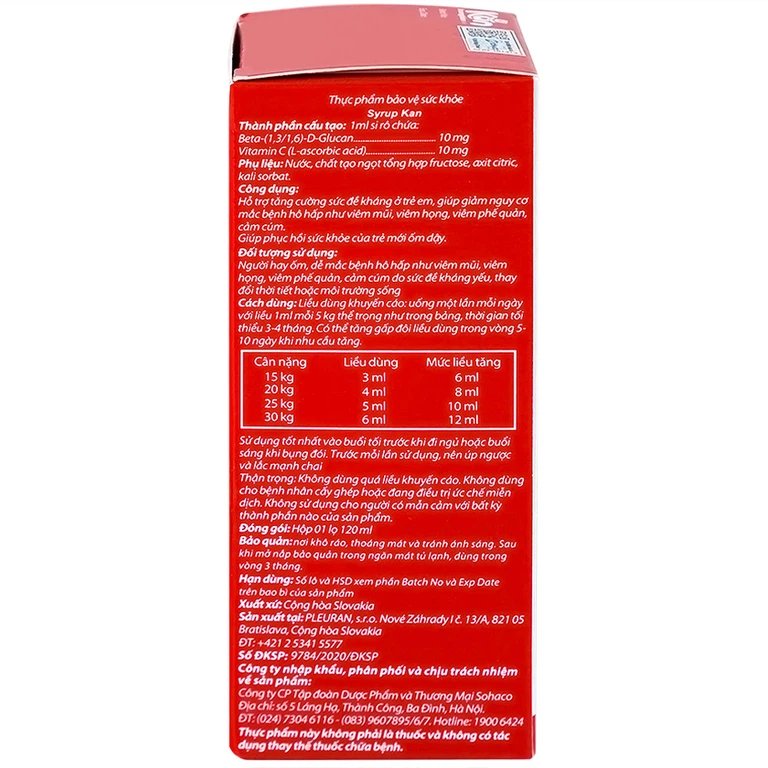 Thực phẩm bảo vệ sức khỏe
Syrup Kan
Thành phần cấu tạo: 1ml si rô chứa:
Beta-(1,3/1,6)-D-Glucan.......................... 10 mg
Vitamin C (L-ascorbic acid)...................... 10 mg
Phụ liệu: Nước, chất tạo ngọt tổng hợp fructose, axit citric,
kali sorbat.
Công dụng:
Hỗ trợ tăng cường sức đề kháng ở trẻ em, giúp giảm nguy cơ
mắc bệnh hô hấp như viêm mũi, viêm họng, viêm phế quản,
cảm cúm.
Giúp phục hồi sức khỏe của trẻ mới ốm dậy.
Đối tượng sử dụng:
Người hay ốm, dễ mắc bệnh hô hấp như viêm mũi, viêm
họng, viêm phế quản, cảm cúm do sức đề kháng yếu, thay
đổi thời tiết hoặc môi trường sống
Cách dùng: Liều dùng khuyến cáo: uống một lần mỗi ngày
với liều 1ml mỗi 5 kg thể trọng như trong bảng, thời gian tối
thiểu 3-4 tháng. Có thể tăng gấp đôi liều dùng trong vòng 5-
10 ngày khi nhu cầu tăng.
Cân nặng Liều dùng Mức liều tăng
15 kg 3 ml 6 ml
20 kg 4 ml 8 ml
25 kg 5 ml 10 ml
30 kg 6 ml 12 ml
Sử dụng tốt nhất vào buổi tối trước khi đi ngủ hoặc buổi
sáng khi bụng đói. Trước mỗi lần sử dụng, nên úp ngược
và lắc mạnh chai
Thận trọng: Không dùng quá liều khuyến cáo. Không dùng
cho bệnh nhân cấy ghép hoặc đang điều trị ức chế miễn
dịch. Không sử dụng cho người có mẫn cảm với bất kỳ
thành phần nào của sản phẩm.
Đóng gói: Hộp 01 lọ 120 ml
Bảo quản: nơi khô ráo, thoáng mát và tránh ánh sáng. Sau
khi mở nắp bảo quản trong ngăn mát tủ lạnh, dùng trong
vòng 3 tháng.
Hạn dùng: Số lô và HSD xem phần Batch No và Exp Date
trên bao bì của sản phẩm
Xuất xứ: Cộng hòa Slovakia
Sản xuất tại: PLEURAN, s.r.o. Nové Záhrady I č. 13/A, 821 05
Bratislava, Cộng hòa Slovakia
ĐT: +421 2 5341 5577
Số ĐKSP: 9784/2020/ĐKSP
Công ty nhập khẩu, phân phối và chịu trách nhiệm
về sản phẩm:
Công ty CP Tập đoàn Dược Phẩm và Thương Mại Sohaco
Địa chỉ: số 5 Láng Hạ, Thành Công, Ba Đình, Hà Nội.
ĐT: (024) 7304 6116 - (083) 9607895/6/7. Hotline: 1900 6424
Thực phẩm này không phải là thuốc và không có tác
dụng thay thế thuốc chữa bệnh.